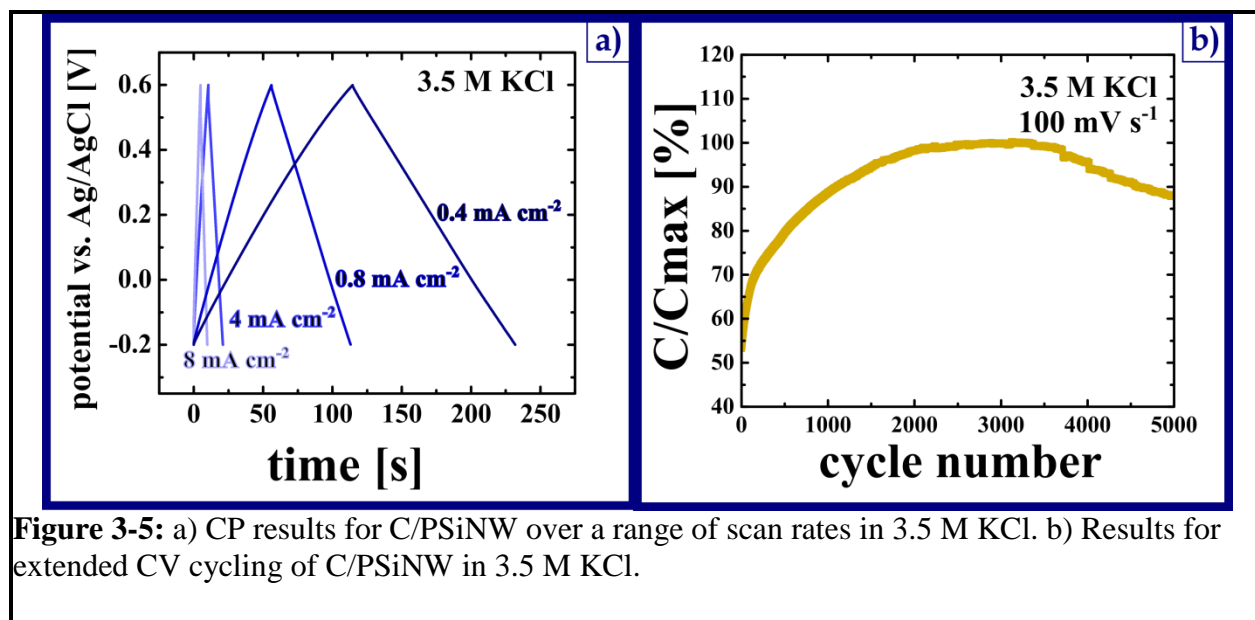 a)
3.5 M KCl
potential vs. Ag/AgCl [V]
0.6
0.4
0.2
0.0
-0.2
0.4 mA cm⁻²
0.8 mA cm⁻²
4 mA cm⁻²
8 mA cm⁻²
0 50 100 150 200 250
time [s]
b)
3.5 M KCl
100 mV s⁻¹
C/Cmax [%]
120
110
100
90
80
70
60
50
40
0 1000 2000 3000 4000 5000
cycle number
Figure 3-5: a) CP results for C/PSiNW over a range of scan rates in 3.5 M KCl. b) Results for
extended CV cycling of C/PSiNW in 3.5 M KCl.